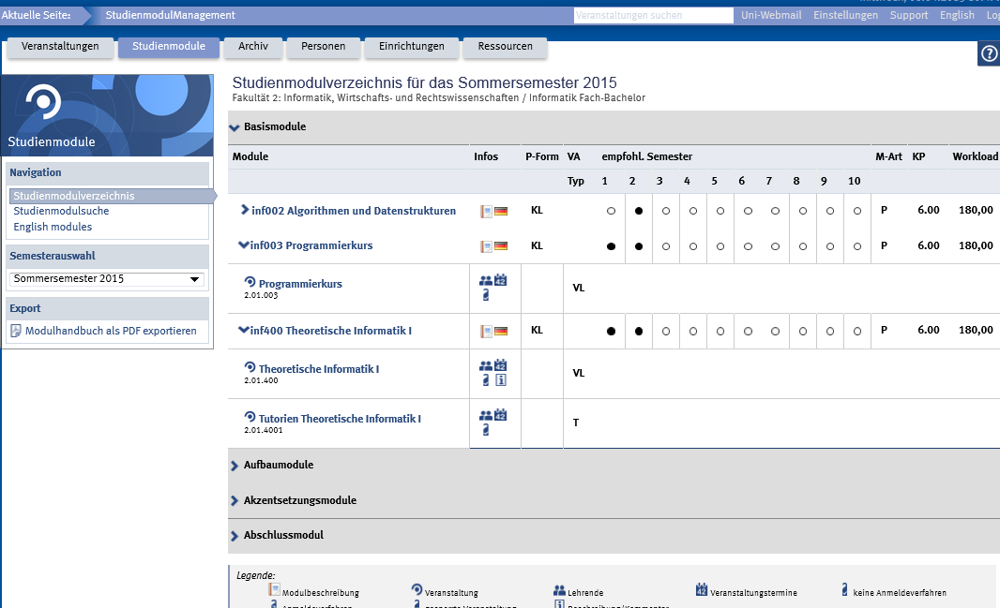 Aktuelle Seite: StudienmodulManagement Veranstaltungen suchen Uni-Webmail Einstellungen Support English
Veranstaltungen Studienmodule Archiv Personen Einrichtungen Ressourcen
Studienmodule
Navigation
Studienmodulverzeichnis
Studienmodulsuche
English modules
Semesterauswahl
Sommersemester 2015
Export
Modulhandbuch als PDF exportieren
Studienmodulverzeichnis für das Sommersemester 2015
Fakultät 2: Informatik, Wirtschafts- und Rechtswissenschaften / Informatik Fach-Bachelor
Basismodule
Module Infos P-Form VA empfohl. Semester M-Art KP Workload
Typ 1 2 3 4 5 6 7 8 9 10
inf002 Algorithmen und Datenstrukturen KL P 6.00 180,00
inf003 Programmierkurs KL P 6.00 180,00
Programmierkurs VL
2.01.003
inf400 Theoretische Informatik I KL P 6.00 180,00
Theoretische Informatik I VL
2.01.400
Tutorien Theoretische Informatik I T
2.01.4001
Aufbaumodule
Akzentsetzungsmodule
Abschlussmodul
Legende:
Modulbeschreibung Veranstaltung Lehrende Veranstaltungstermine keine Anmeldeverfahren